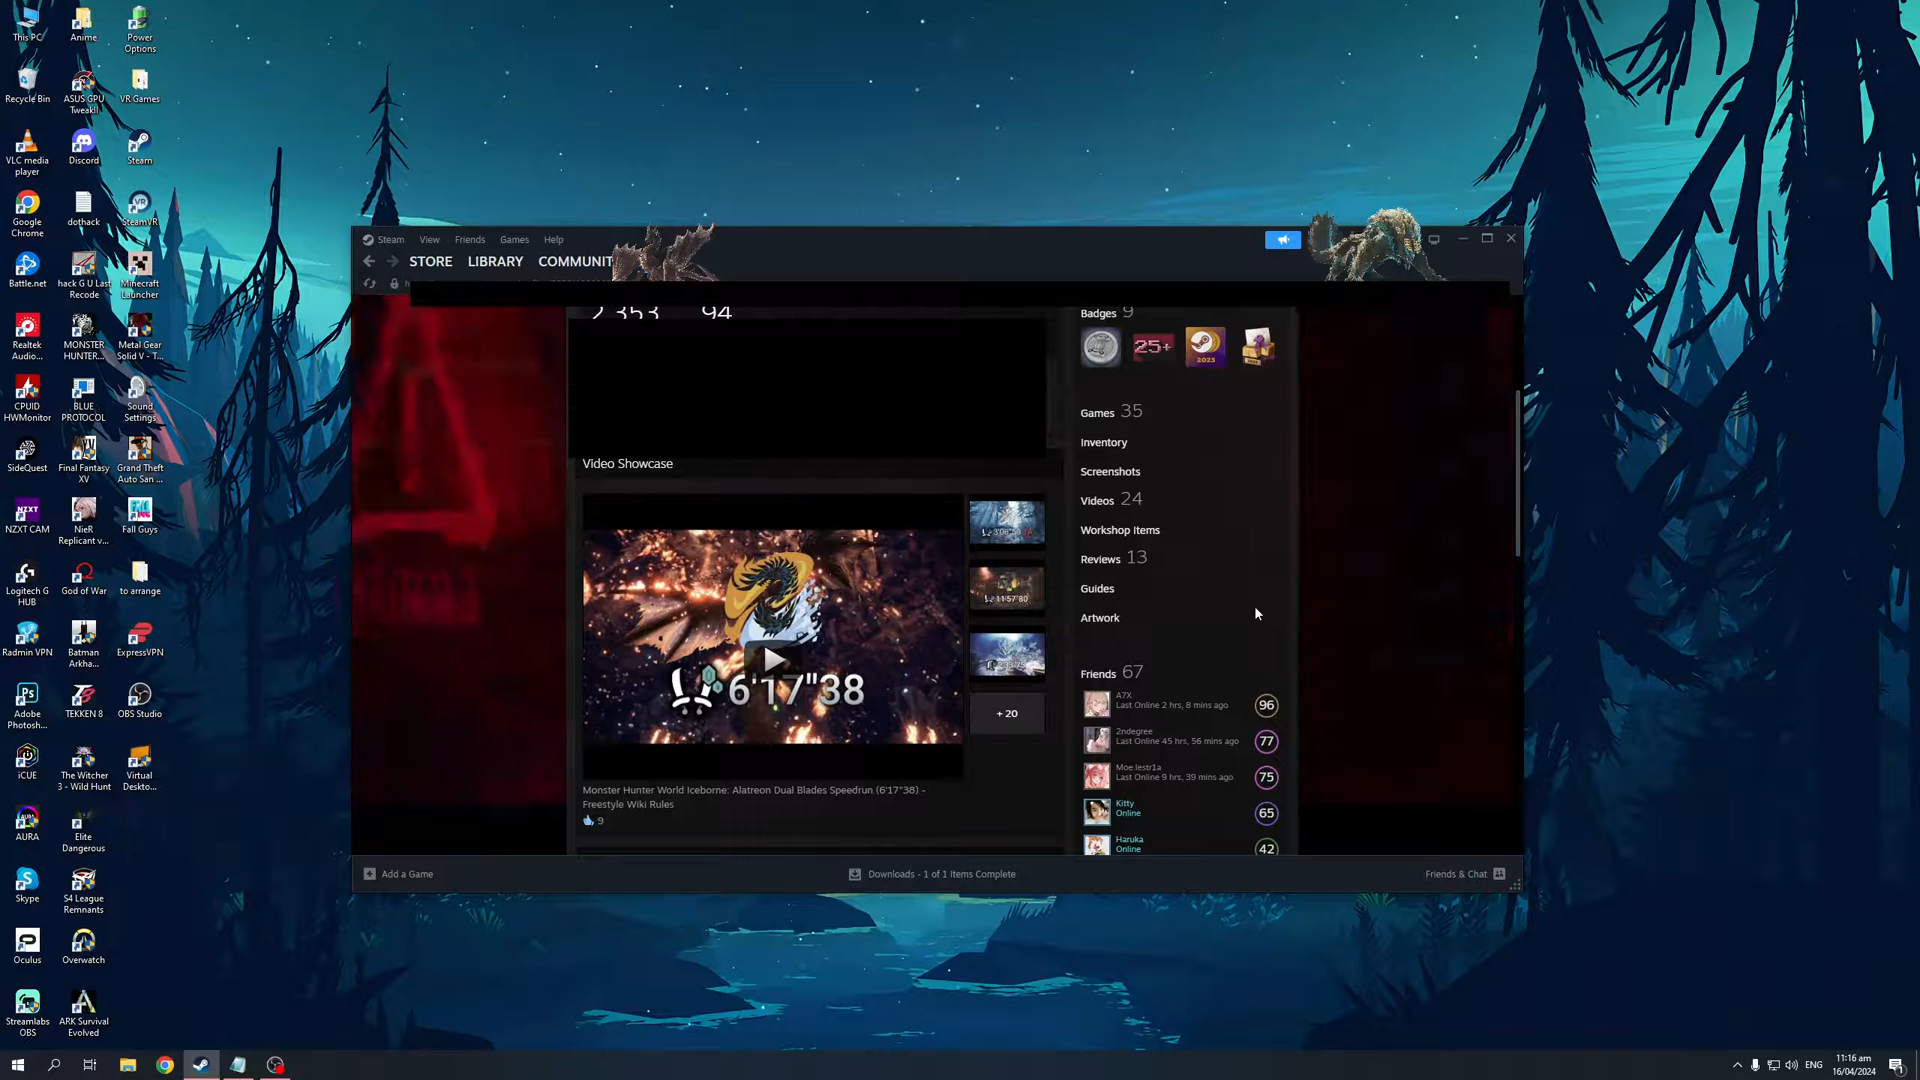 This PC
Anime
Power
Options
Recycle Bin
ASUS GPU
TweakII
VR Games
VLC media
player
Discord
Steam
Google
Chrome
dothack
SteamVR
Battle.net
hack G U Last
Recode
Minecraft
Launcher
Realtek
Audio...
MONSTER
HUNTER...
Metal Gear
Solid V - T...
CPUID
HWMonitor
BLUE
PROTOCOL
Sound
Settings
SideQuest
Final Fantasy
XV
Grand Theft
Auto San ...
NZXT CAM
NieR
Replicant v...
Fall Guys
Logitech G
HUB
God of War
to arrange
Radmin VPN
Batman
Arkha...
ExpressVPN
Adobe
Photosh...
TEKKEN 8
OBS Studio
iCUE
The Witcher
3 - Wild Hunt
Virtual
Deskto...
AURA
Elite
Dangerous
Skype
S4 League
Remnants
Oculus
Overwatch
Streamlabs
OBS
ARK Survival
Evolved
Steam
View
Friends
Games
Help
STORE
LIBRARY
COMMUNIT
2 353
94
Video Showcase
6'17"38
11'57"80
+ 20
Monster Hunter World Iceborne: Alatreon Dual Blades Speedrun (6'17"38) -
Freestyle Wiki Rules
9
Badges 9
25+
2023
Games 35
Inventory
Screenshots
Videos 24
Workshop Items
Reviews 13
Guides
Artwork
Friends 67
A7X
Last Online 2 hrs, 8 mins ago
96
2ndegree
Last Online 45 hrs, 56 mins ago
77
Moe lestr1a
Last Online 9 hrs, 39 mins ago
75
Kitty
Online
65
Haruka
Online
42
Add a Game
Downloads - 1 of 1 Items Complete
Friends & Chat
ENG
11:16 am
16/04/2024